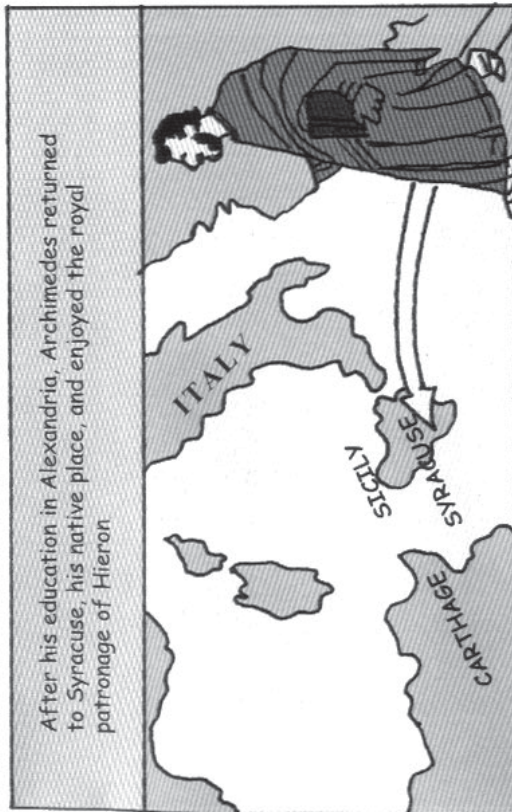 After his education in Alexandria, Archimedes returned
to Syracuse, his native place, and enjoyed the royal
patronage of Hieron
ITALY
SICILY
SYRACUSE
CARTHAGE